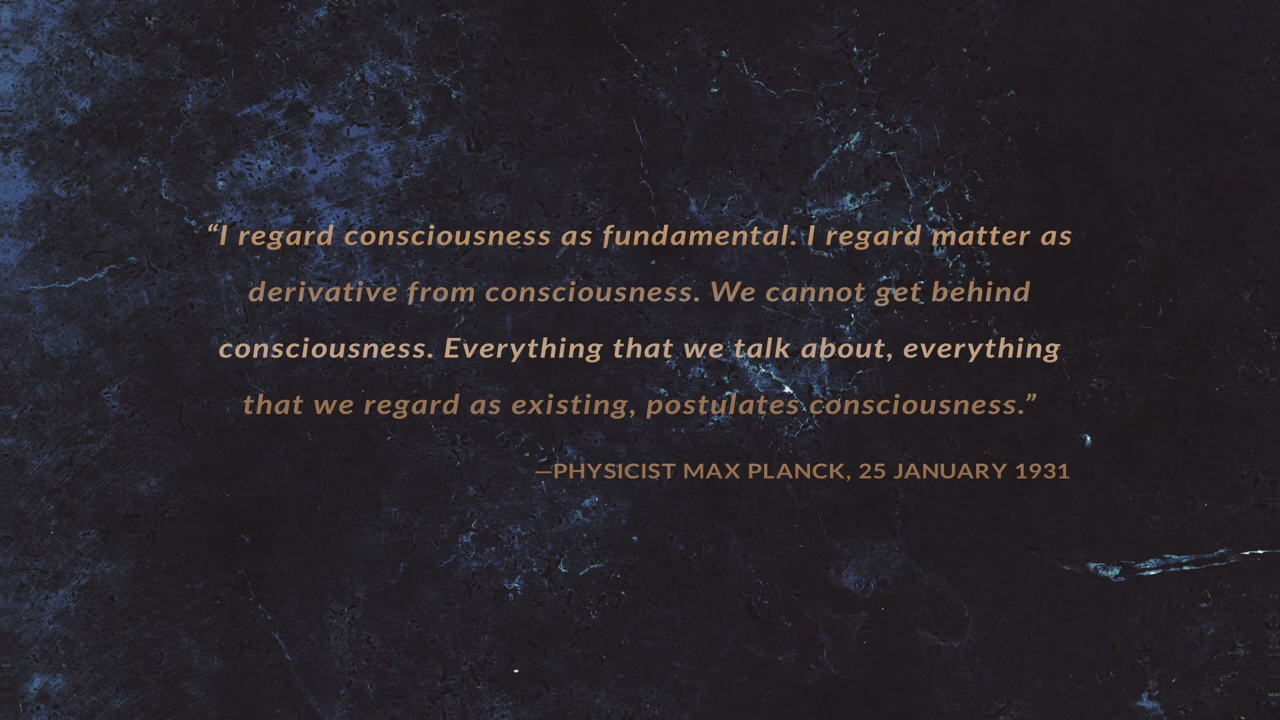 “I regard consciousness as fundamental. I regard matter as
derivative from consciousness. We cannot get behind
consciousness. Everything that we talk about, everything
that we regard as existing, postulates consciousness.”
—PHYSICIST MAX PLANCK, 25 JANUARY 1931